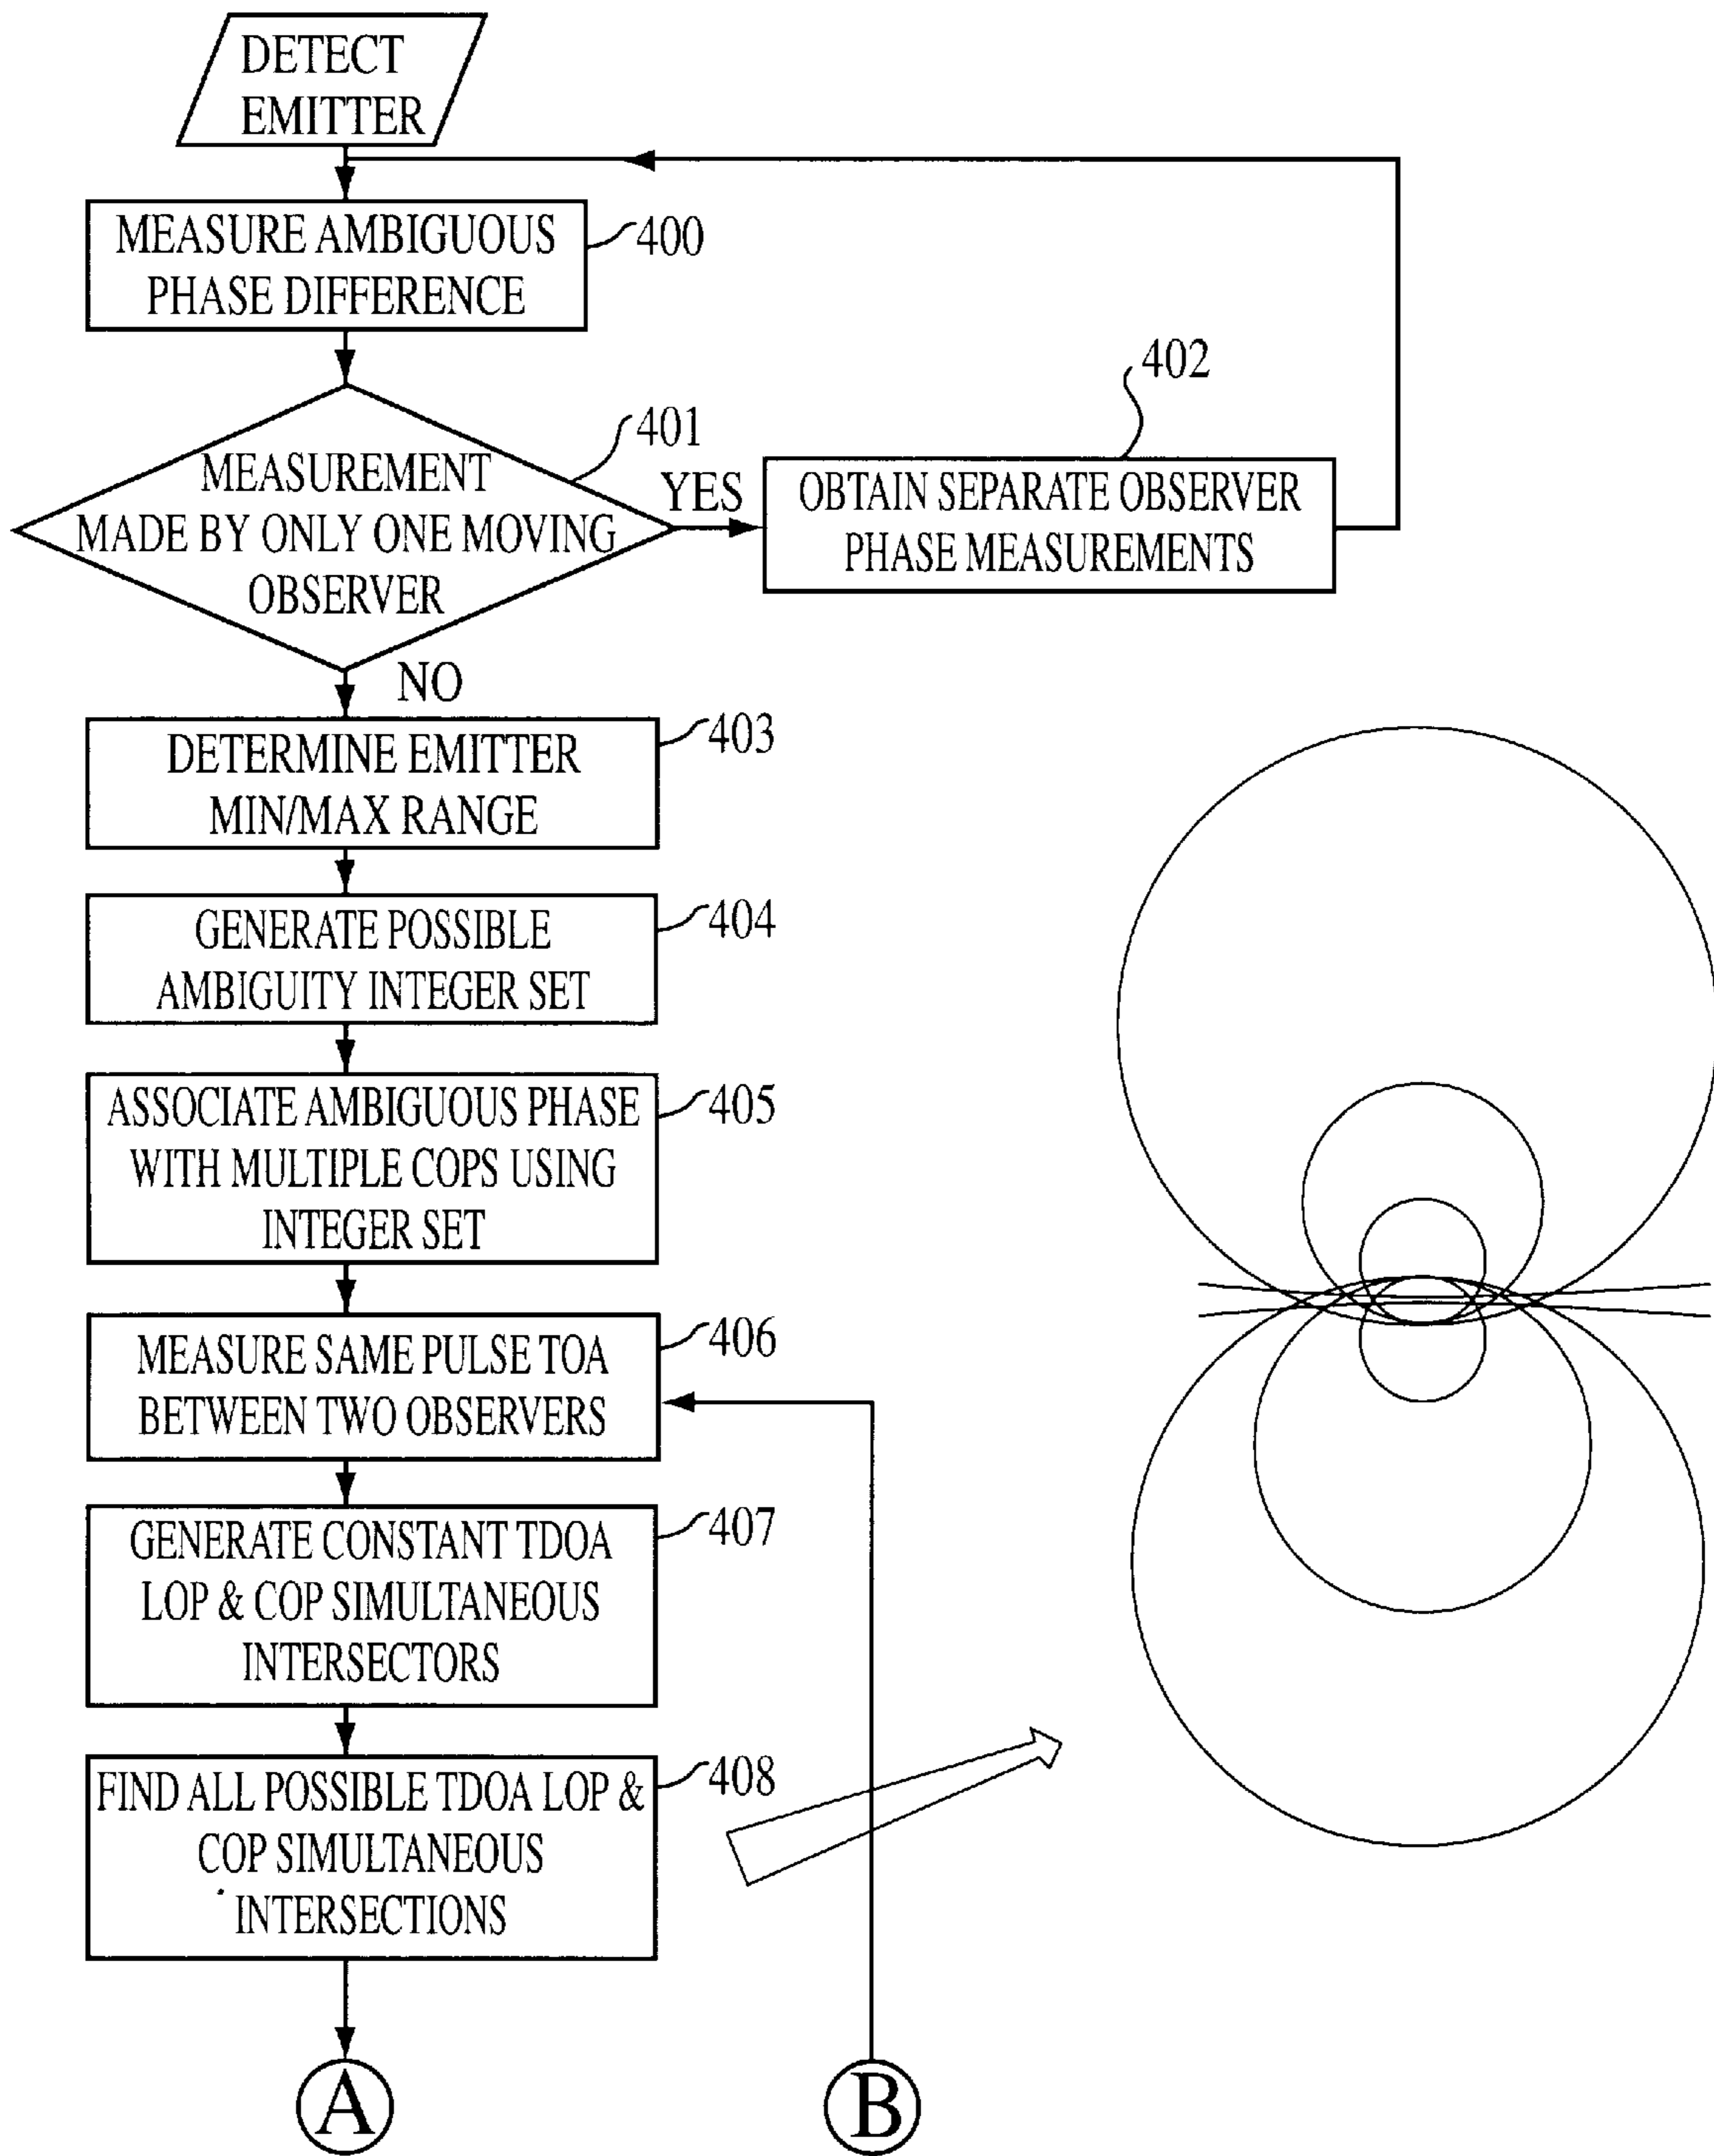 DETECT
EMITTER
MEASURE AMBIGUOUS
PHASE DIFFERENCE
400
401
MEASUREMENT
MADE BY ONLY ONE MOVING
OBSERVER
YES
NO
402
OBTAIN SEPARATE OBSERVER
PHASE MEASUREMENTS
403
DETERMINE EMITTER
MIN/MAX RANGE
404
GENERATE POSSIBLE
AMBIGUITY INTEGER SET
405
ASSOCIATE AMBIGUOUS PHASE
WITH MULTIPLE COPS USING
INTEGER SET
406
MEASURE SAME PULSE TOA
BETWEEN TWO OBSERVERS
407
GENERATE CONSTANT TDOA
LOP & COP SIMULTANEOUS
INTERSECTORS
408
FIND ALL POSSIBLE TDOA LOP &
COP SIMULTANEOUS
INTERSECTIONS
A
B